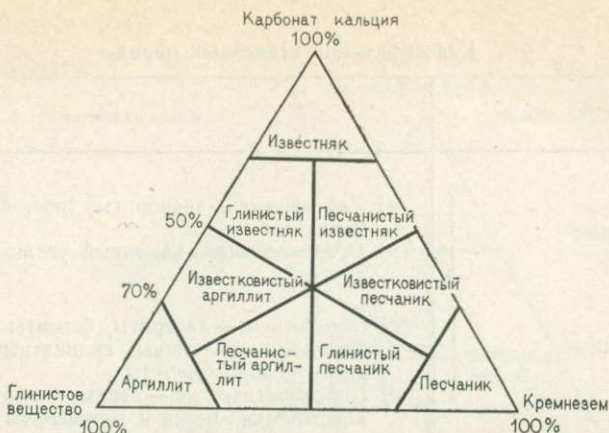 Карбонат кальция
100%
Известняк
50%
Глинистый
известняк
Песчанистый
известняк
Известковистый
аргиллит
Известковистый
песчаник
70%
Песчанис-
тый аргил-
лит
Глинистый
песчаник
Аргиллит
Песчаник
Глинистое
вещество
100%
Кремнезем
100%